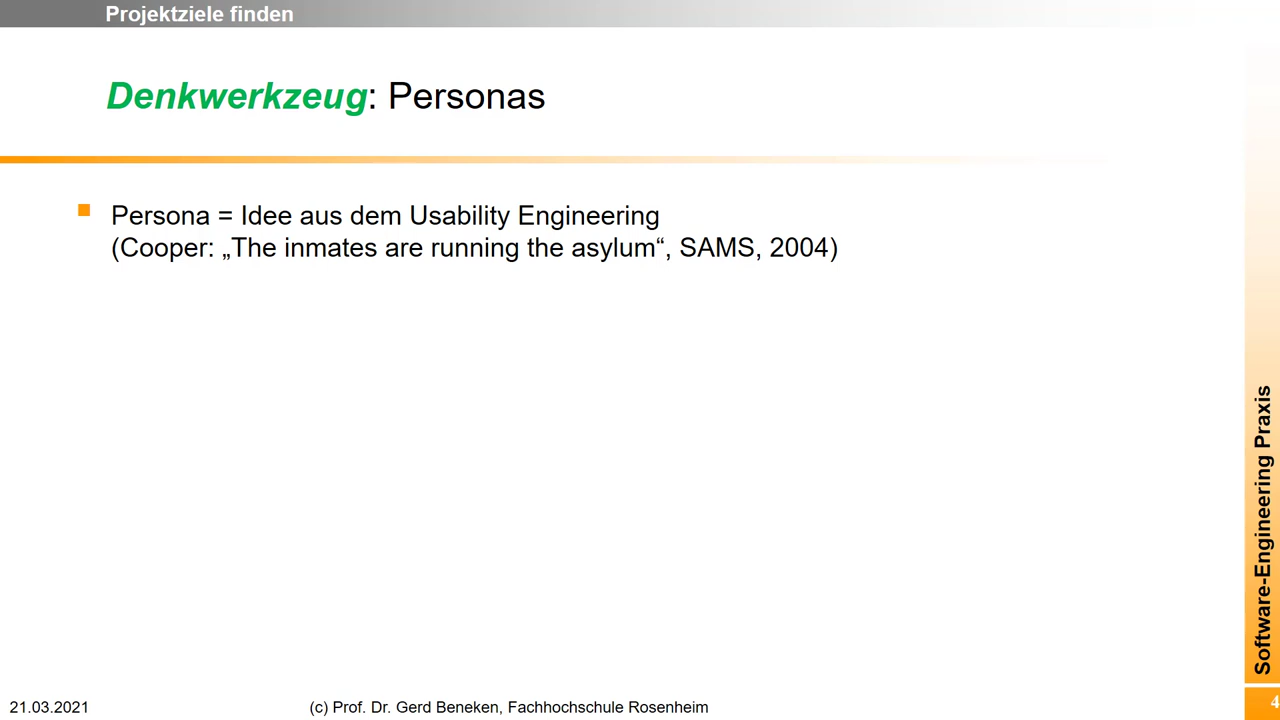 Projektziele finden
Denkwerkzeug: Personas
Persona = Idee aus dem Usability Engineering
(Cooper: „The inmates are running the asylum“, SAMS, 2004)
Software-Engineering Praxis
21.03.2021
(c) Prof. Dr. Gerd Beneken, Fachhochschule Rosenheim
4